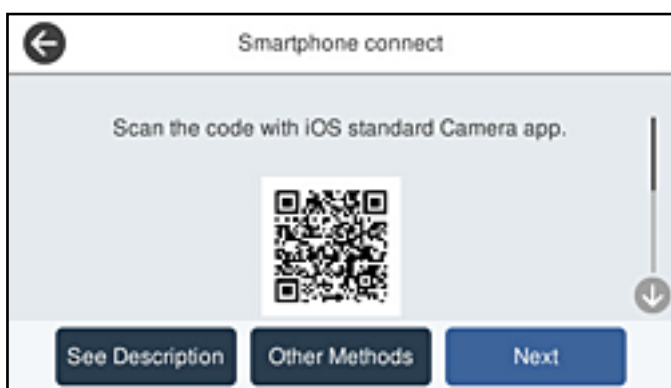 Smartphone connect
Scan the code with iOS standard Camera app.
See Description
Other Methods
Next